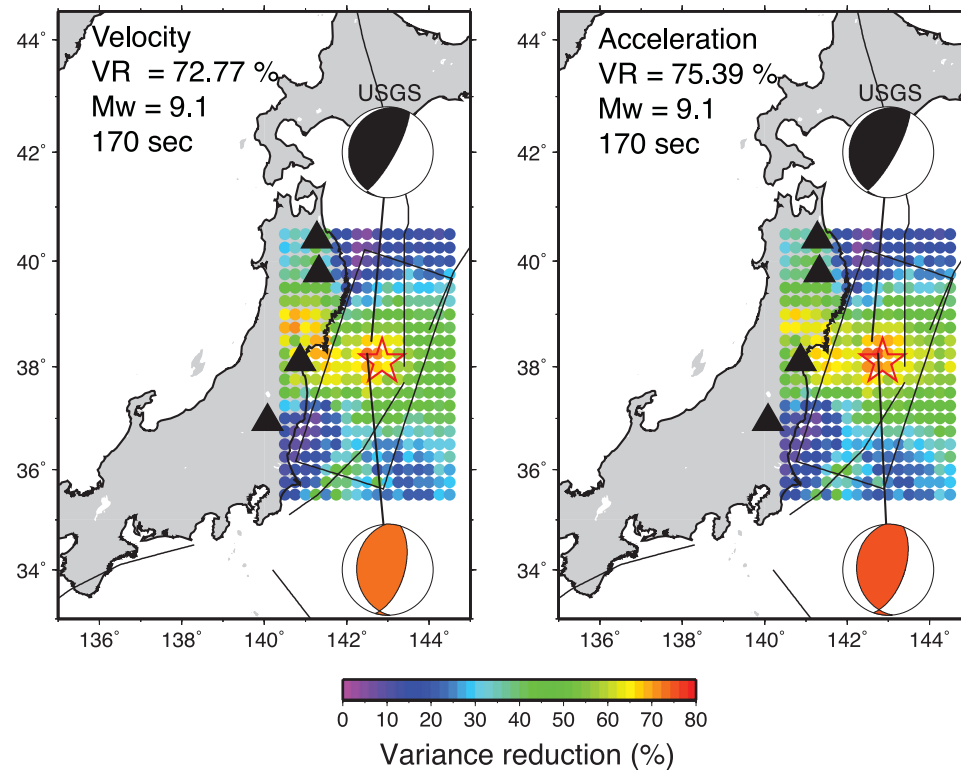 Velocity
VR = 72.77 %
Mw = 9.1
170 sec
USGS
44˚
42˚
40˚
38˚
36˚
34˚
136˚ 138˚ 140˚ 142˚ 144˚
Acceleration
VR = 75.39 %
Mw = 9.1
170 sec
USGS
44˚
42˚
40˚
38˚
36˚
34˚
136˚ 138˚ 140˚ 142˚ 144˚
0 10 20 30 40 50 60 70 80
Variance reduction (%)